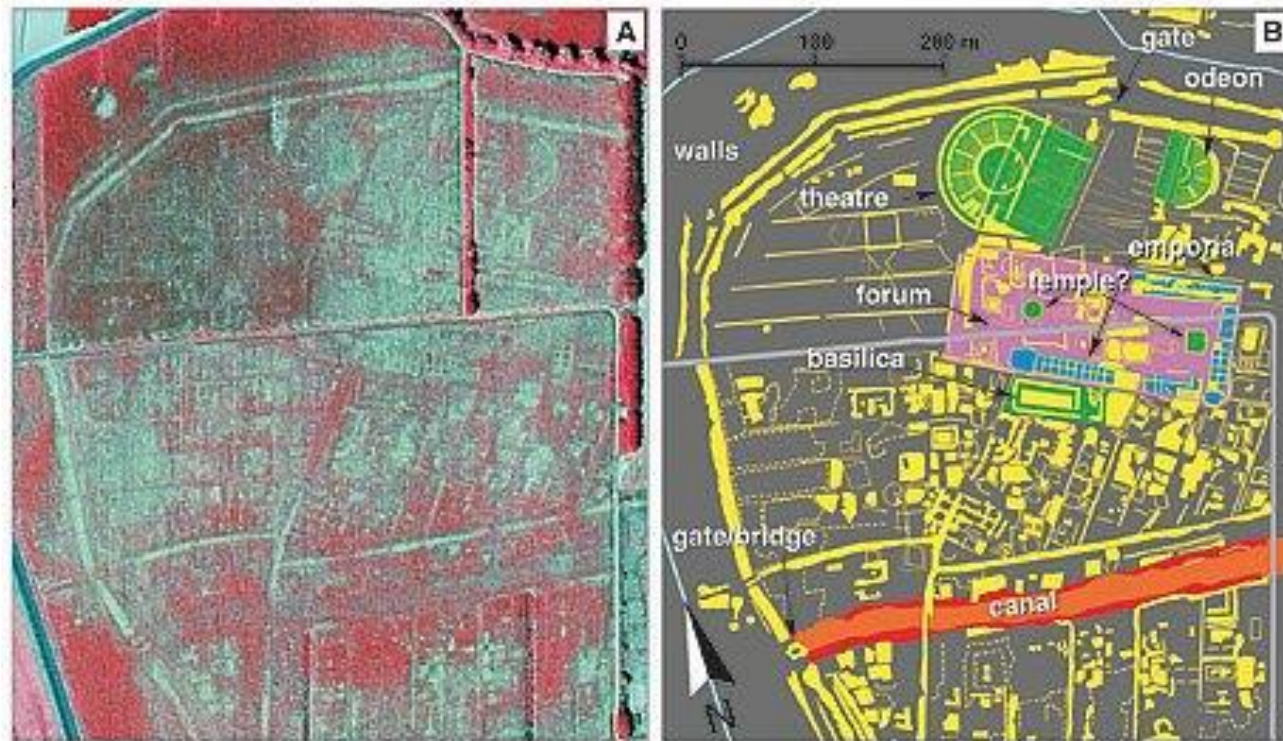 A
B
0 100 200 m
gate
odeon
walls
theatre
emporia
temple?
forum
basilica
gate/bridge
canal
N